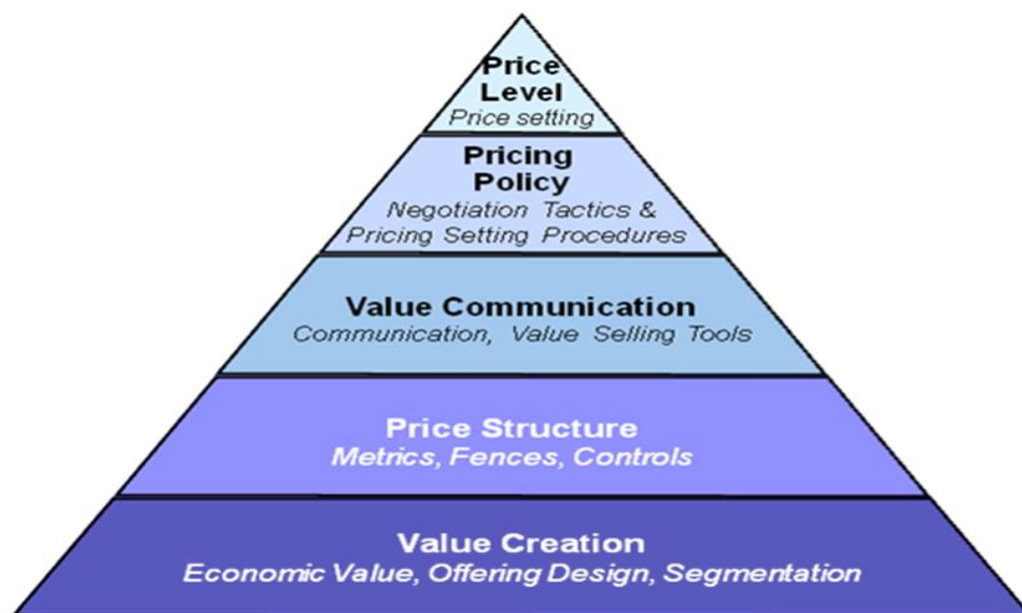 Price
Level
Price setting
Pricing
Policy
Negotiation Tactics &
Pricing Setting Procedures
Value Communication
Communication, Value Selling Tools
Price Structure
Metrics, Fences, Controls
Value Creation
Economic Value, Offering Design, Segmentation